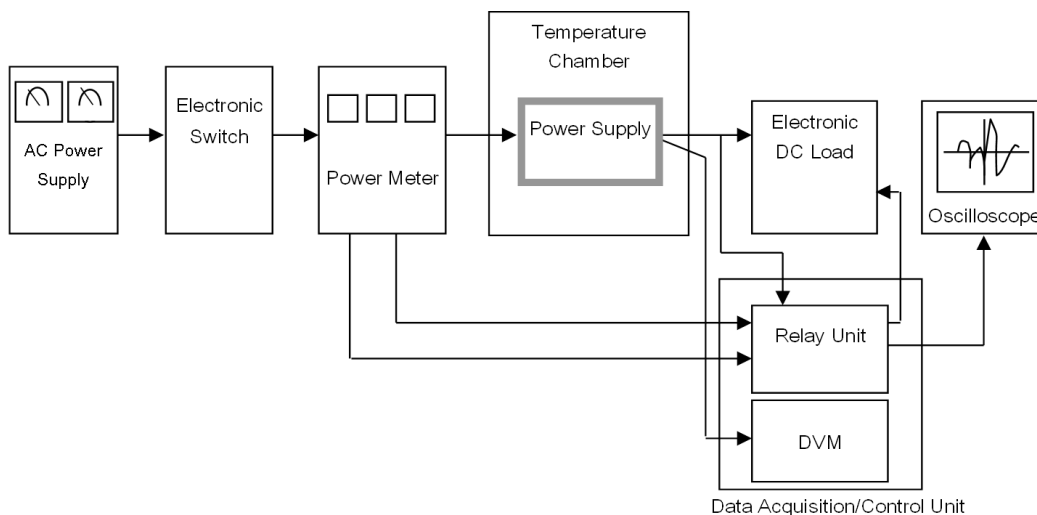 AC Power
Supply
Electronic
Switch
Power Meter
Temperature
Chamber
Power Supply
Electronic
DC Load
Oscilloscope
Relay Unit
DVM
Data Acquisition/Control Unit